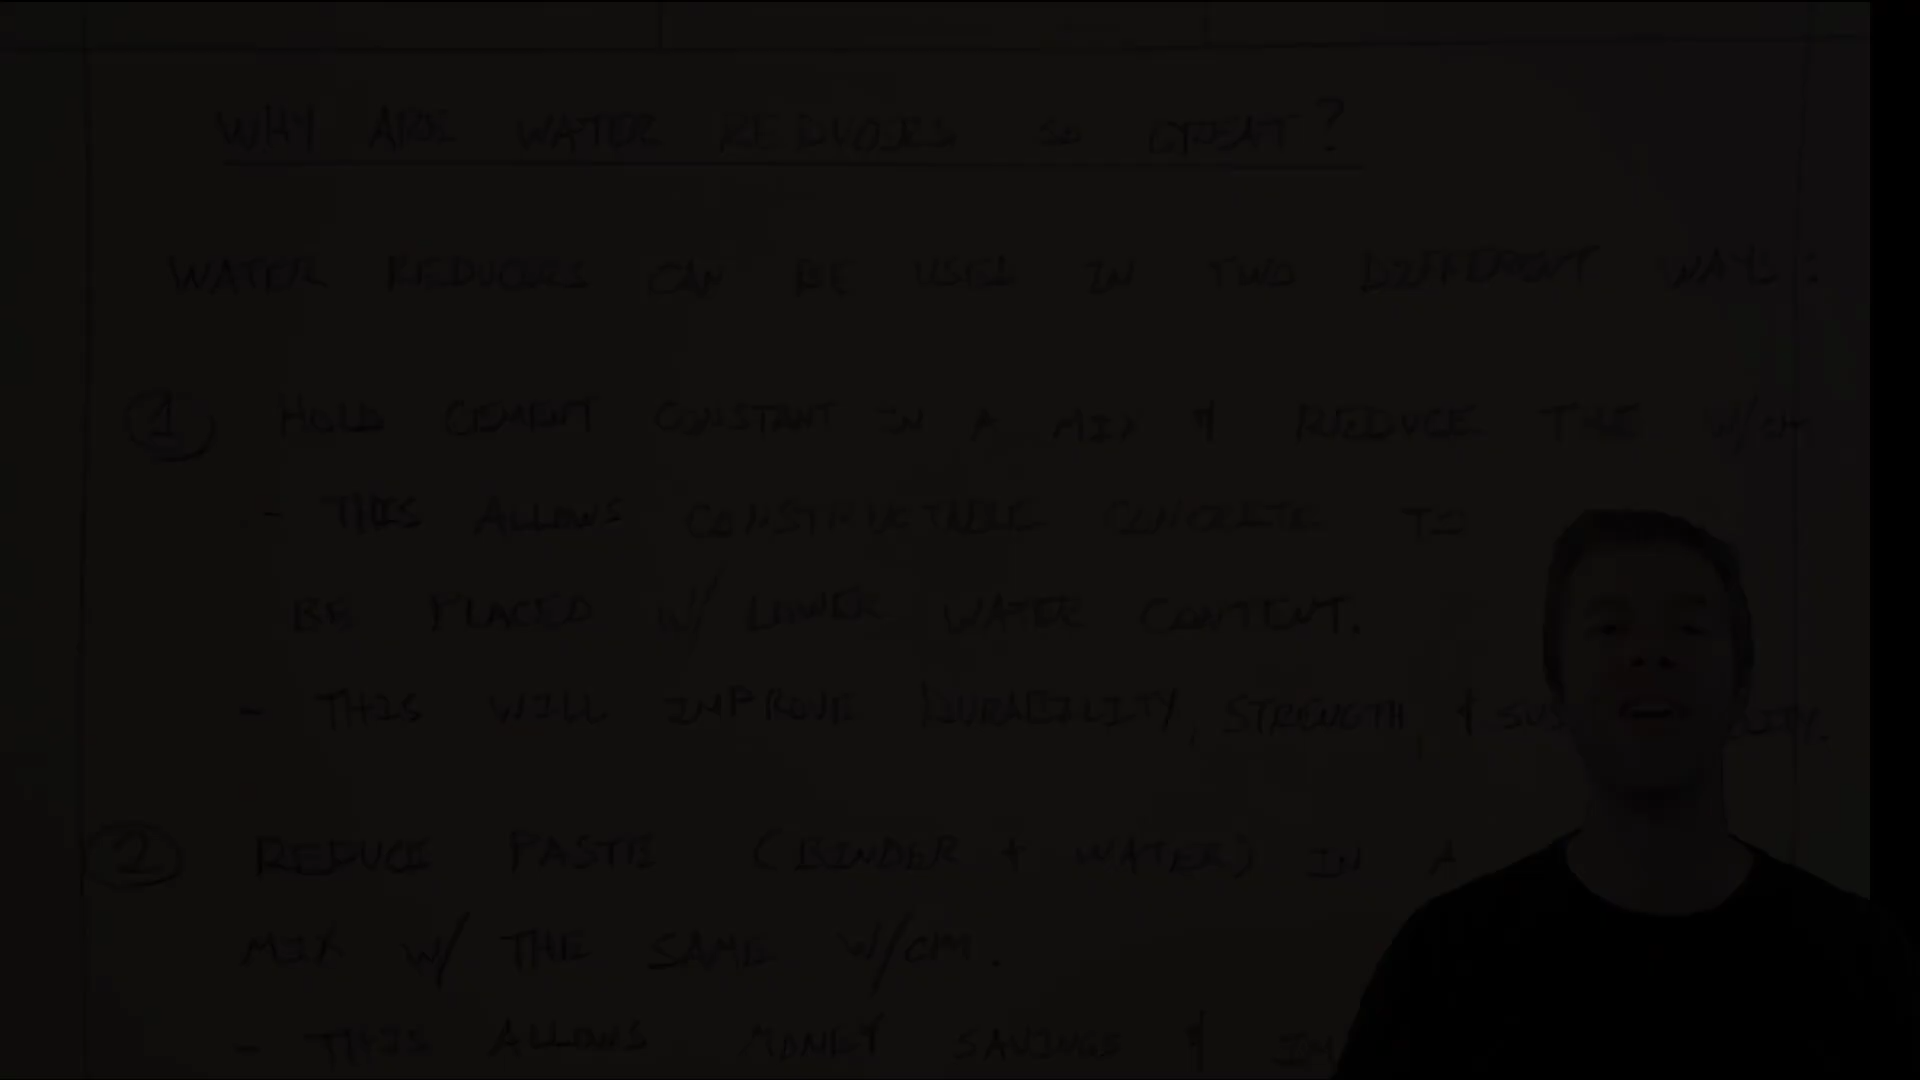 WHY ARE WATER REDUCERS SO GREAT?
WATER REDUCERS CAN BE USED IN TWO DIFFERENT WAYS:
1 HOLD CEMENT CONSTANT IN A MIX & REDUCE THE W/CM
- THIS ALLOWS CONSTRUCTABLE CONCRETE TO
BE PLACED W/ LOWER WATER CONTENT.
- THIS WILL IMPROVE DURABILITY, STRENGTH, &
2 REDUCE PASTE (BINDER + WATER) IN A
MIX W/ THE SAME W/CM.
- THIS ALLOWS MONEY SAVINGS &